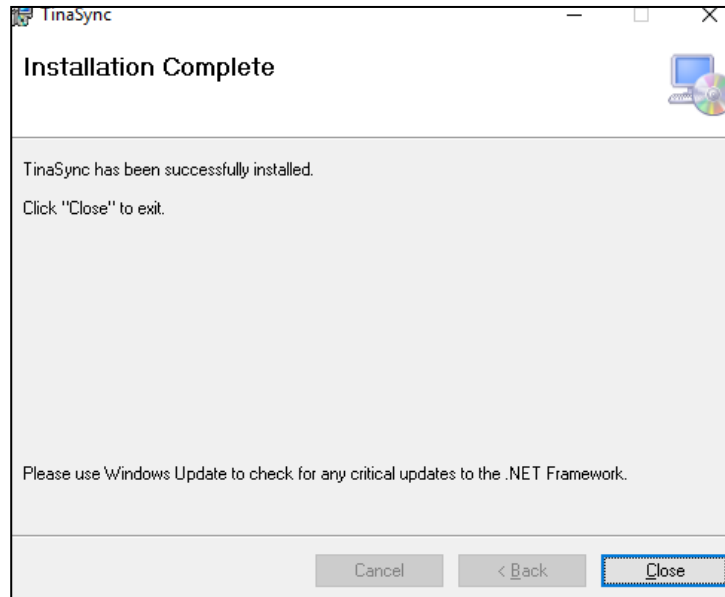 TinaSync
Installation Complete
TinaSync has been successfully installed.
Click "Close" to exit.
Please use Windows Update to check for any critical updates to the .NET Framework.
Cancel
< Back
Close